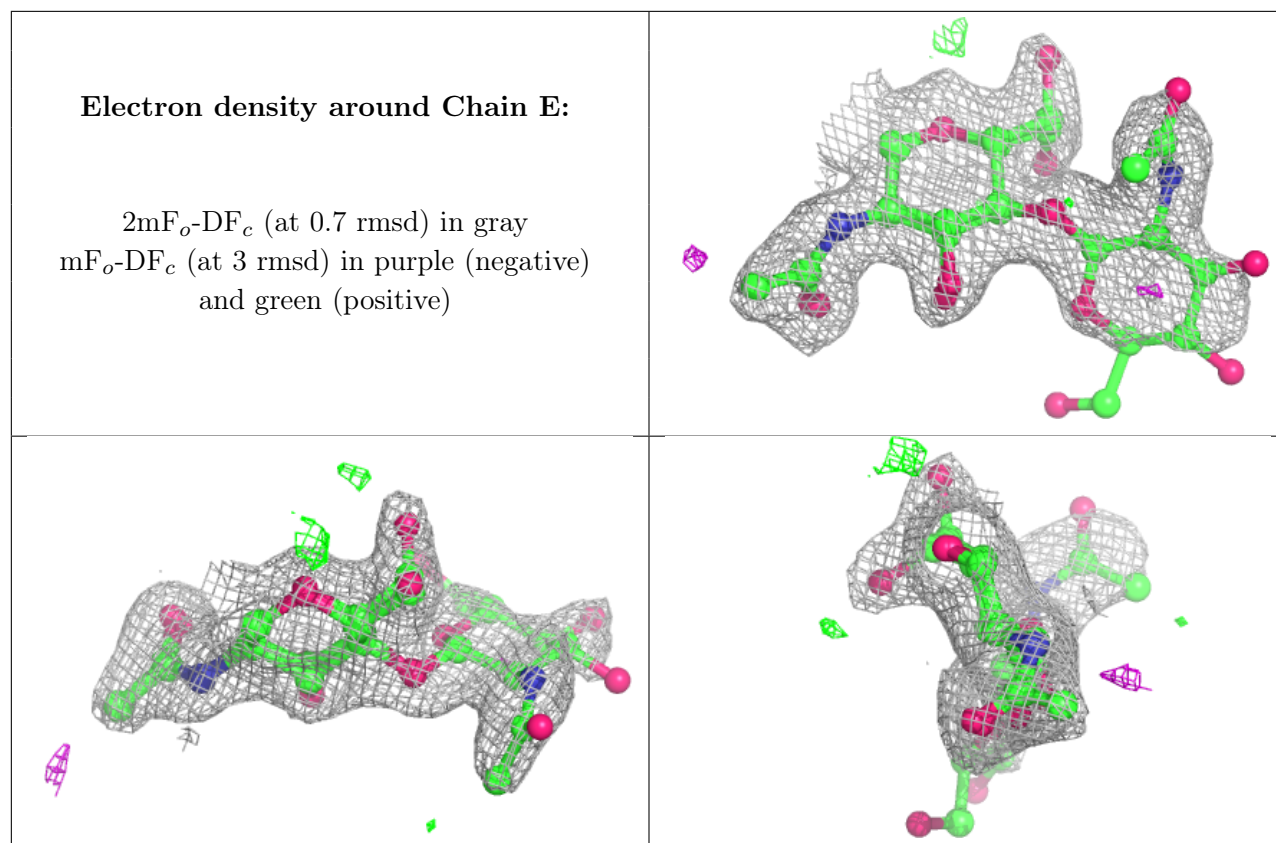 Electron density around Chain E:
2mFₒ-DF𝑐 (at 0.7 rmsd) in gray
mFₒ-DF𝑐 (at 3 rmsd) in purple (negative)
and green (positive)